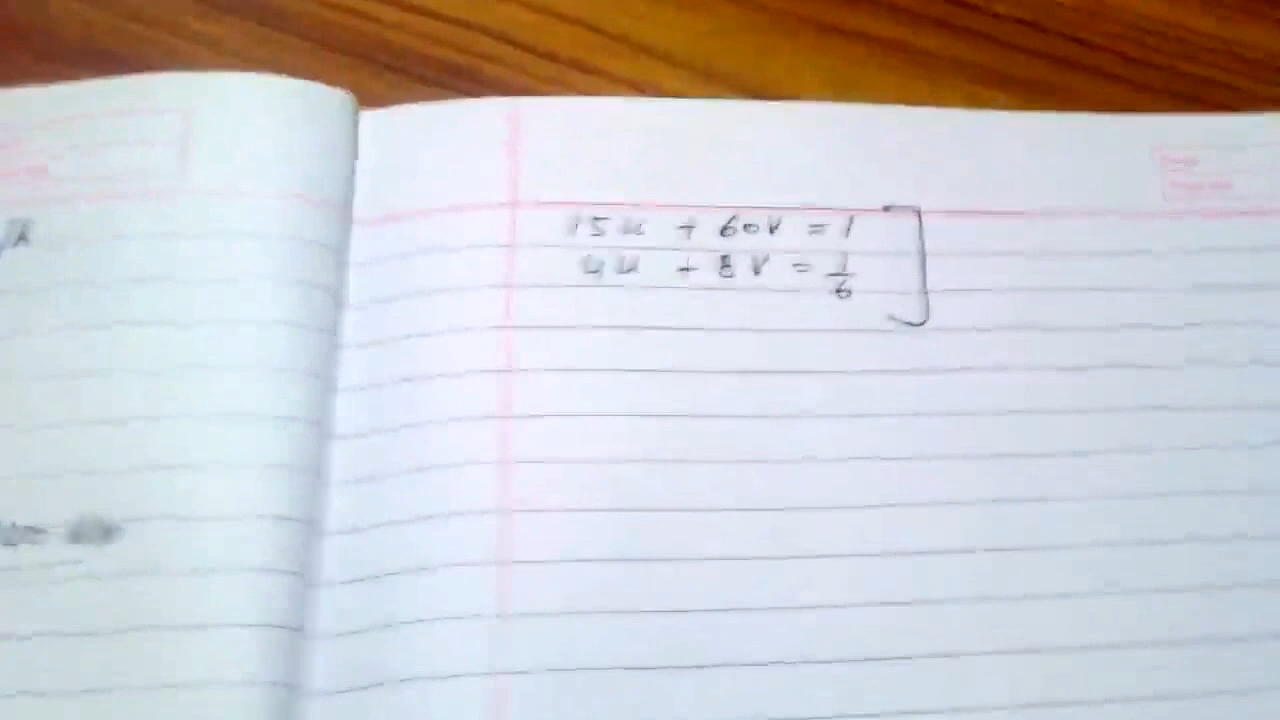 15u + 60v = 1
4u + 8v = 1/6